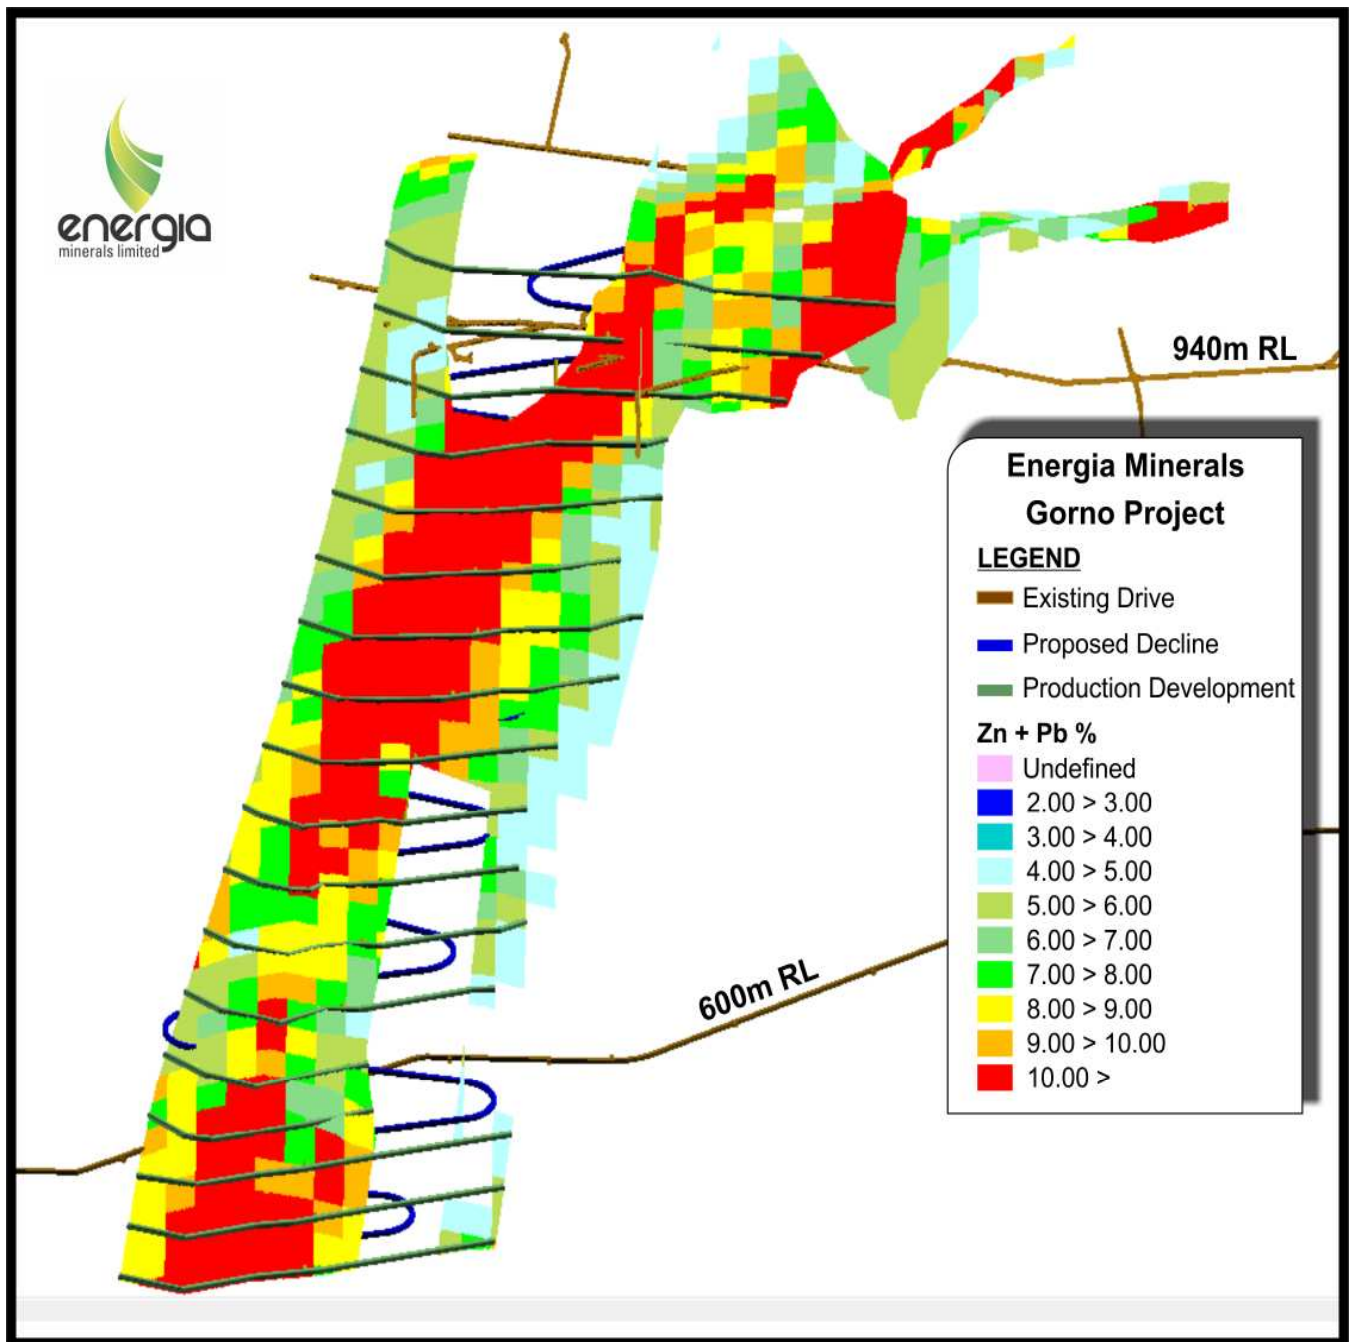 energia
minerals limited
940m RL
600m RL
Energia Minerals
Gorno Project
LEGEND
Existing Drive
Proposed Decline
Production Development
Zn + Pb %
Undefined
2.00 > 3.00
3.00 > 4.00
4.00 > 5.00
5.00 > 6.00
6.00 > 7.00
7.00 > 8.00
8.00 > 9.00
9.00 > 10.00
10.00 >